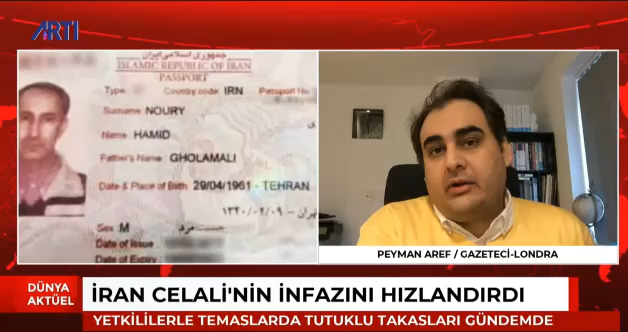 ARTI
جمهوری اسلامی ایران
ISLAMIC REPUBLIC OF IRAN
PASSPORT
Type:
Country code: IRN
Passport No
Surname: NOURY
Name: HAMID
Father's Name: GHOLAMALI
Date & Place of Birth: 29/04/1961 - TEHRAN
۱۳۴۰/۰۲/۰۹ -
Sex M
جنسیت مرد
Date of Issue
Date of Expiry
PEYMAN AREF / GAZETECİ-LONDRA
DÜNYA
AKTÜEL
İRAN CELALİ'NİN İNFAZINI HIZLANDIRDI
YETKİLİLERLE TEMASLARDA TUTUKLU TAKASLARI GÜNDEMDE